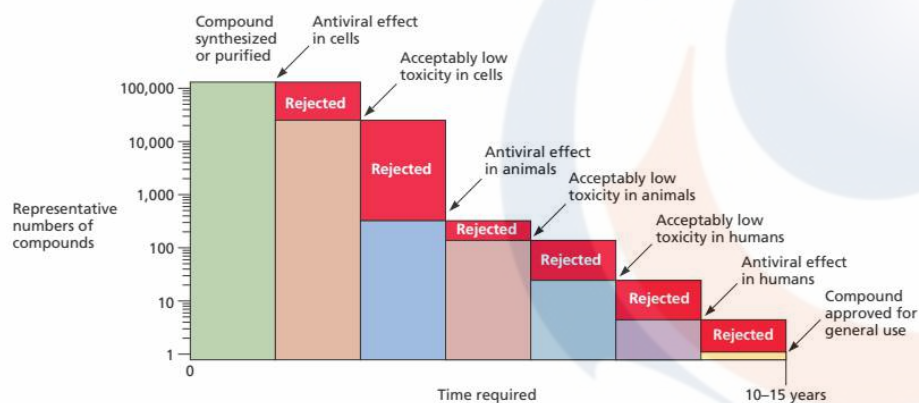 Compound
synthesized
or purified
Antiviral effect
in cells
Acceptably low
toxicity in cells
Antiviral effect
in animals
Acceptably low
toxicity in animals
Acceptably low
toxicity in humans
Antiviral effect
in humans
Compound
approved for
general use
Representative
numbers of
compounds
100,000
10,000
1,000
100
10
1
Rejected
Rejected
Rejected
Rejected
Rejected
Rejected
0
Time required
10–15 years